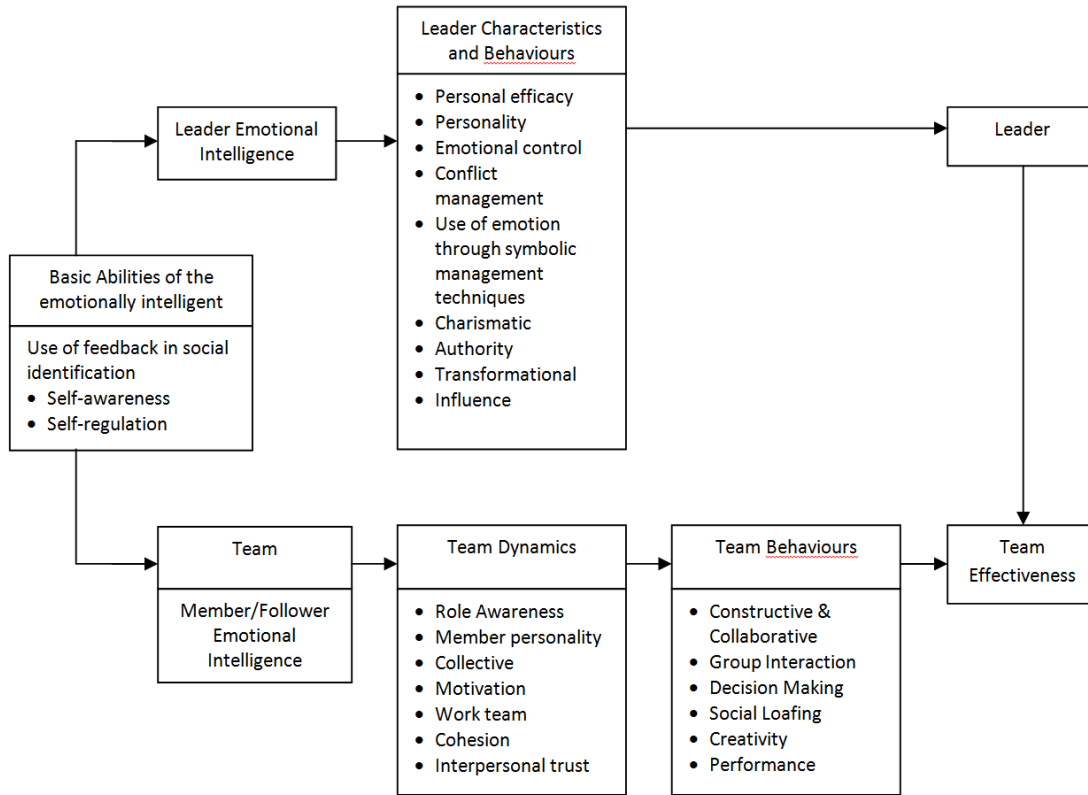 Leader Characteristics
and Behaviours
• Personal efficacy
• Personality
• Emotional control
• Conflict
management
• Use of emotion
through symbolic
management
techniques
• Charismatic
• Authority
• Transformational
• Influence
Leader Emotional
Intelligence
Leader
Basic Abilities of the
emotionally intelligent
Use of feedback in social
identification
• Self-awareness
• Self-regulation
Team
Member/Follower
Emotional
Intelligence
Team Dynamics
• Role Awareness
• Member personality
• Collective
• Motivation
• Work team
• Cohesion
• Interpersonal trust
Team Behaviours
• Constructive &
Collaborative
• Group Interaction
• Decision Making
• Social Loafing
• Creativity
• Performance
Team
Effectiveness